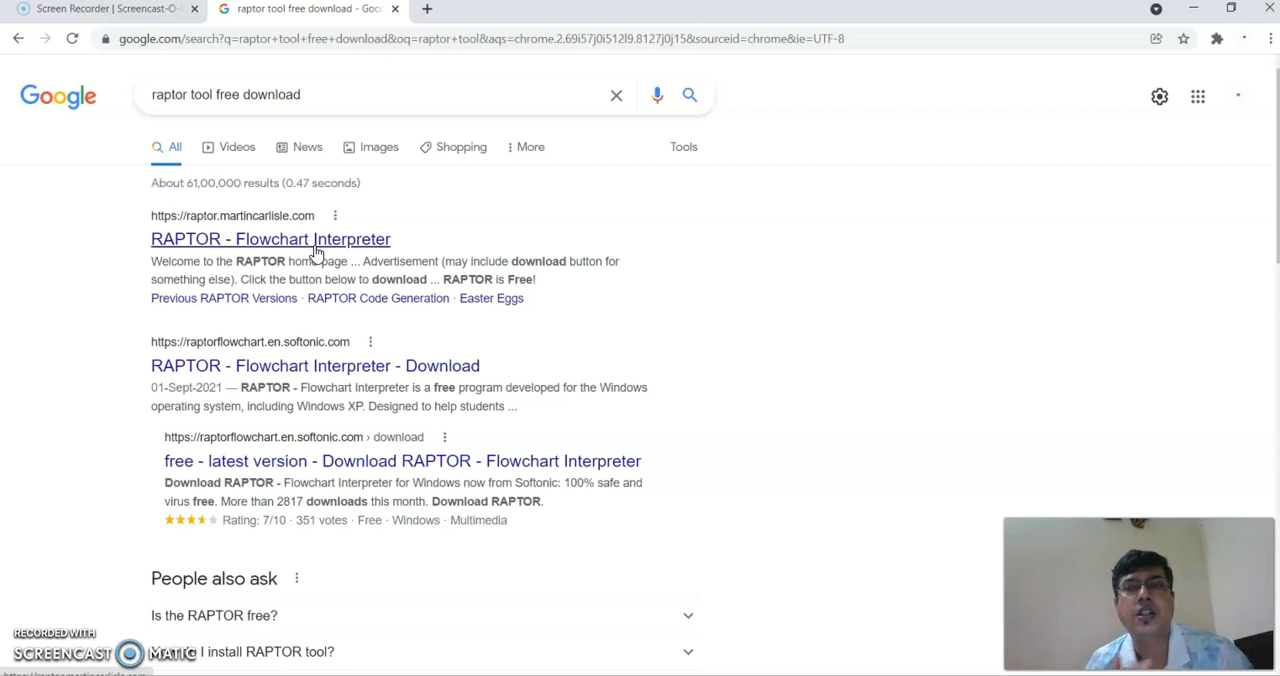 Screen Recorder | Screencast-O-
raptor tool free download - Goo
google.com/search?q=raptor+tool+free+download&oq=raptor+tool&aqs=chrome.2.69i57j0i512l9.8127j0j15&sourceid=chrome&ie=UTF-8
Google
raptor tool free download
All
Videos
News
Images
Shopping
More
Tools
About 61,00,000 results (0.47 seconds)
https://raptor.martincarlisle.com
RAPTOR - Flowchart Interpreter
Welcome to the RAPTOR home page ... Advertisement (may include download button for
something else). Click the button below to download ... RAPTOR is Free!
Previous RAPTOR Versions · RAPTOR Code Generation · Easter Eggs
https://raptorflowchart.en.softonic.com
RAPTOR - Flowchart Interpreter - Download
01-Sept-2021 — RAPTOR - Flowchart Interpreter is a free program developed for the Windows
operating system, including Windows XP. Designed to help students ...
https://raptorflowchart.en.softonic.com › download
free - latest version - Download RAPTOR - Flowchart Interpreter
Download RAPTOR - Flowchart Interpreter for Windows now from Softonic: 100% safe and
virus free. More than 2817 downloads this month. Download RAPTOR.
Rating: 7/10 · 351 votes · Free · Windows · Multimedia
People also ask
Is the RAPTOR free?
I install RAPTOR tool?
RECORDED WITH
SCREENCAST MATIC